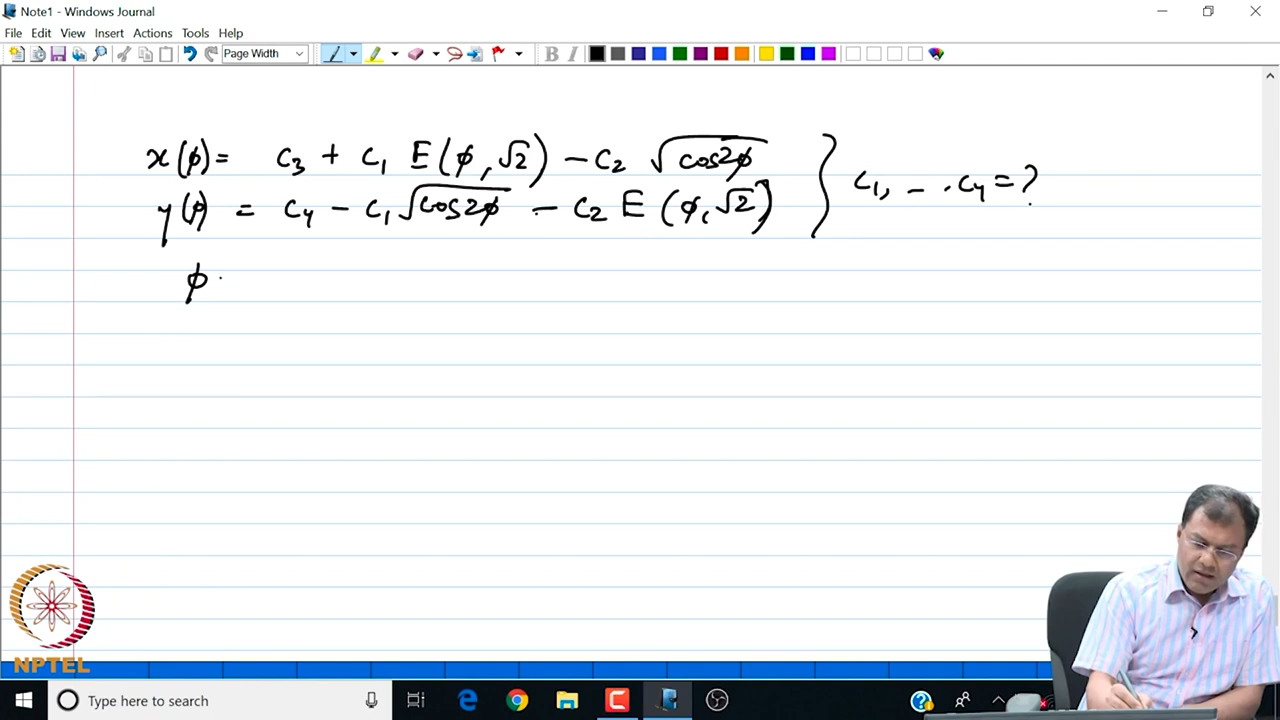 Note1 - Windows Journal
File Edit View Insert Actions Tools Help
Page Width
x(ϕ) = c₃ + c₁ E(ϕ, √2) – c₂ √cos2ϕ
y(ϕ) = c₄ – c₁ √cos2ϕ – c₂ E(ϕ, √2) } c₁, – . c₄ = ?
ϕ
NPTEL
Type here to search